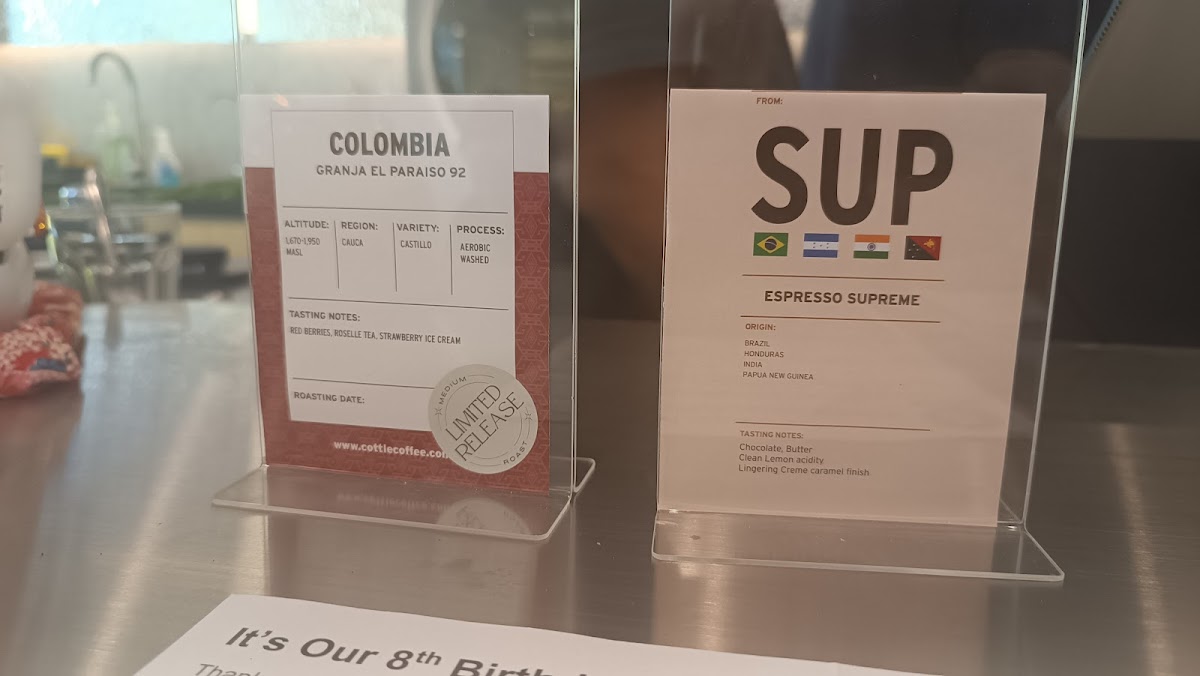 COLOMBIA
GRANJA EL PARAISO 92
ALTITUDE:
1,670-1,950
MASL
REGION:
CAUCA
VARIETY:
CASTILLO
PROCESS:
AEROBIC
WASHED
TASTING NOTES:
RED BERRIES, ROSELLE TEA, STRAWBERRY ICE CREAM
ROASTING DATE:
MEDIUM
LIMITED
RELEASE
ROAST
www.cottlecoffee.com
FROM:
SUP
ESPRESSO SUPREME
ORIGIN:
BRAZIL
HONDURAS
INDIA
PAPUA NEW GUINEA
TASTING NOTES:
Chocolate, Butter
Clean Lemon acidity
Lingering Creme caramel finish
It's Our 8th